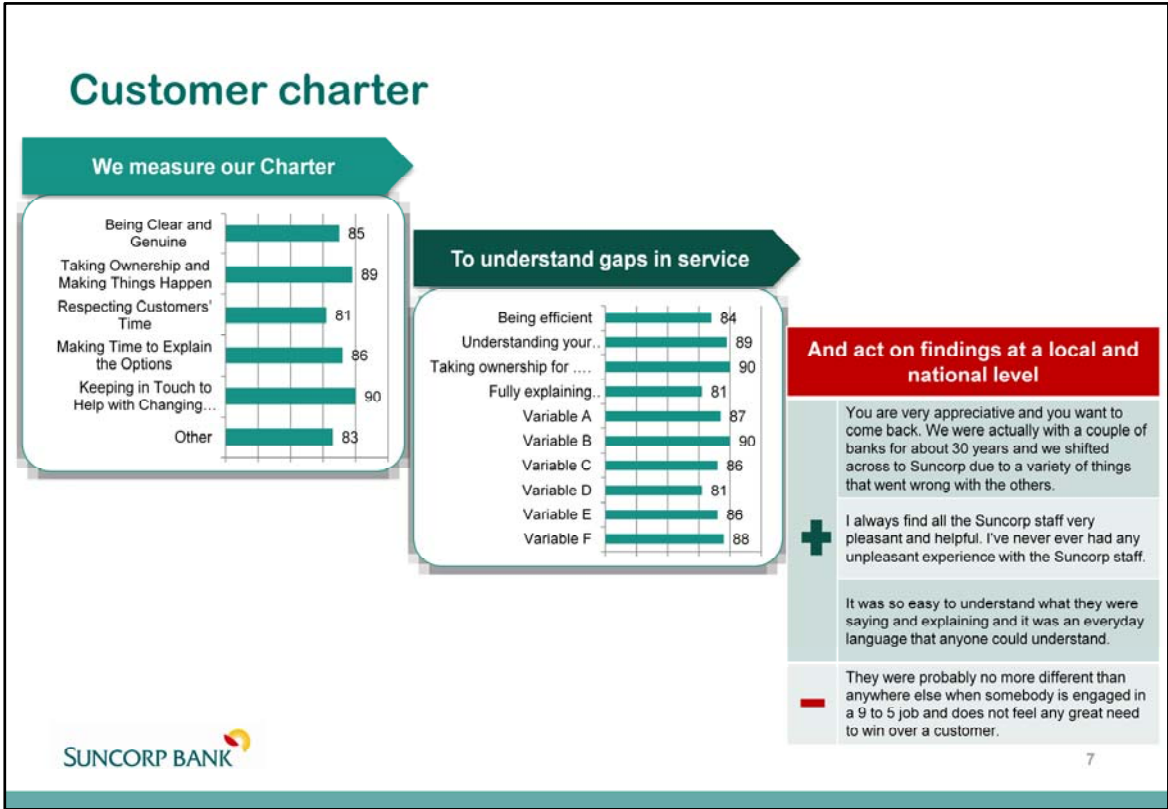 Customer charter
We measure our Charter
Being Clear and
Genuine
85
Taking Ownership and
Making Things Happen
89
Respecting Customers'
Time
81
Making Time to Explain
the Options
86
Keeping in Touch to
Help with Changing...
90
Other
83
To understand gaps in service
Being efficient
84
Understanding your..
89
Taking ownership for ....
90
Fully explaining..
81
Variable A
87
Variable B
90
Variable C
86
Variable D
81
Variable E
86
Variable F
88
And act on findings at a local and
national level
You are very appreciative and you want to
come back. We were actually with a couple of
banks for about 30 years and we shifted
across to Suncorp due to a variety of things
that went wrong with the others.
I always find all the Suncorp staff very
pleasant and helpful. I've never ever had any
unpleasant experience with the Suncorp staff.
It was so easy to understand what they were
saying and explaining and it was an everyday
language that anyone could understand.
They were probably no more different than
anywhere else when somebody is engaged in
a 9 to 5 job and does not feel any great need
to win over a customer.
SUNCORP BANK
7